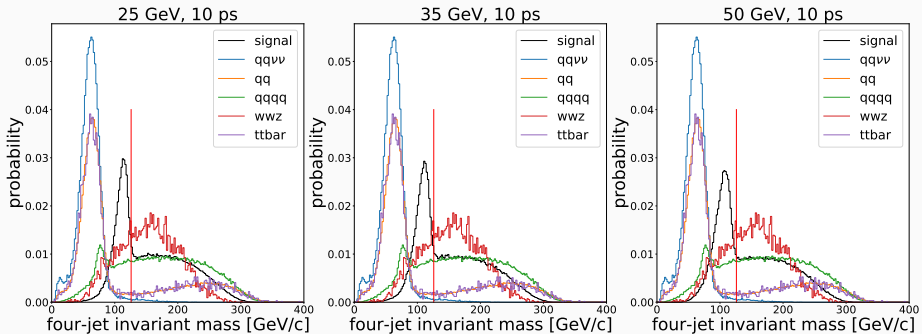 25 GeV, 10 ps
probability
0.05
0.04
0.03
0.02
0.01
0.00
0 100 200 300 400
four-jet invariant mass [GeV/c]
signal
qqνν
qq
qqqq
wwz
ttbar
35 GeV, 10 ps
probability
0.05
0.04
0.03
0.02
0.01
0.00
0 100 200 300 400
four-jet invariant mass [GeV/c]
signal
qqνν
qq
qqqq
wwz
ttbar
50 GeV, 10 ps
probability
0.05
0.04
0.03
0.02
0.01
0.00
0 100 200 300 400
four-jet invariant mass [GeV/c]
signal
qqνν
qq
qqqq
wwz
ttbar